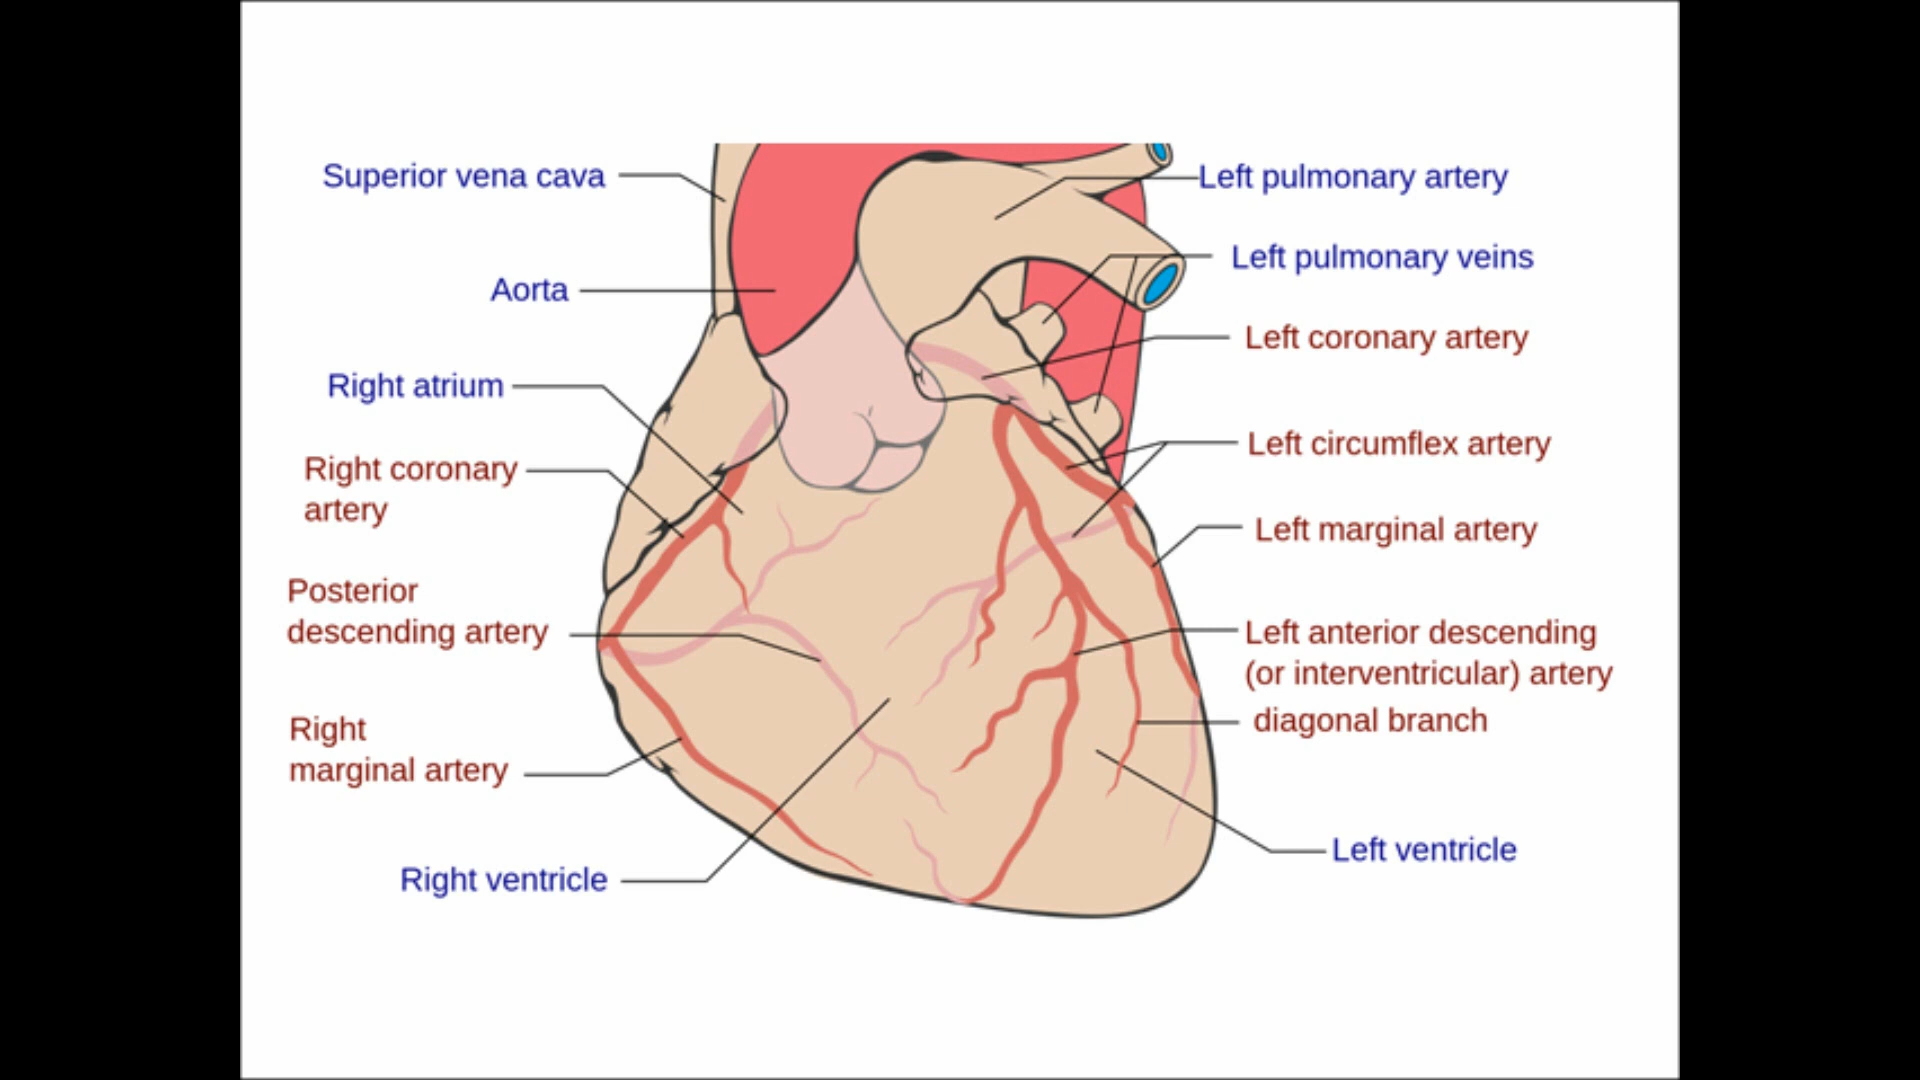 Superior vena cava
Aorta
Right atrium
Right coronary
artery
Posterior
descending artery
Right
marginal artery
Right ventricle
Left pulmonary artery
Left pulmonary veins
Left coronary artery
Left circumflex artery
Left marginal artery
Left anterior descending
(or interventricular) artery
diagonal branch
Left ventricle